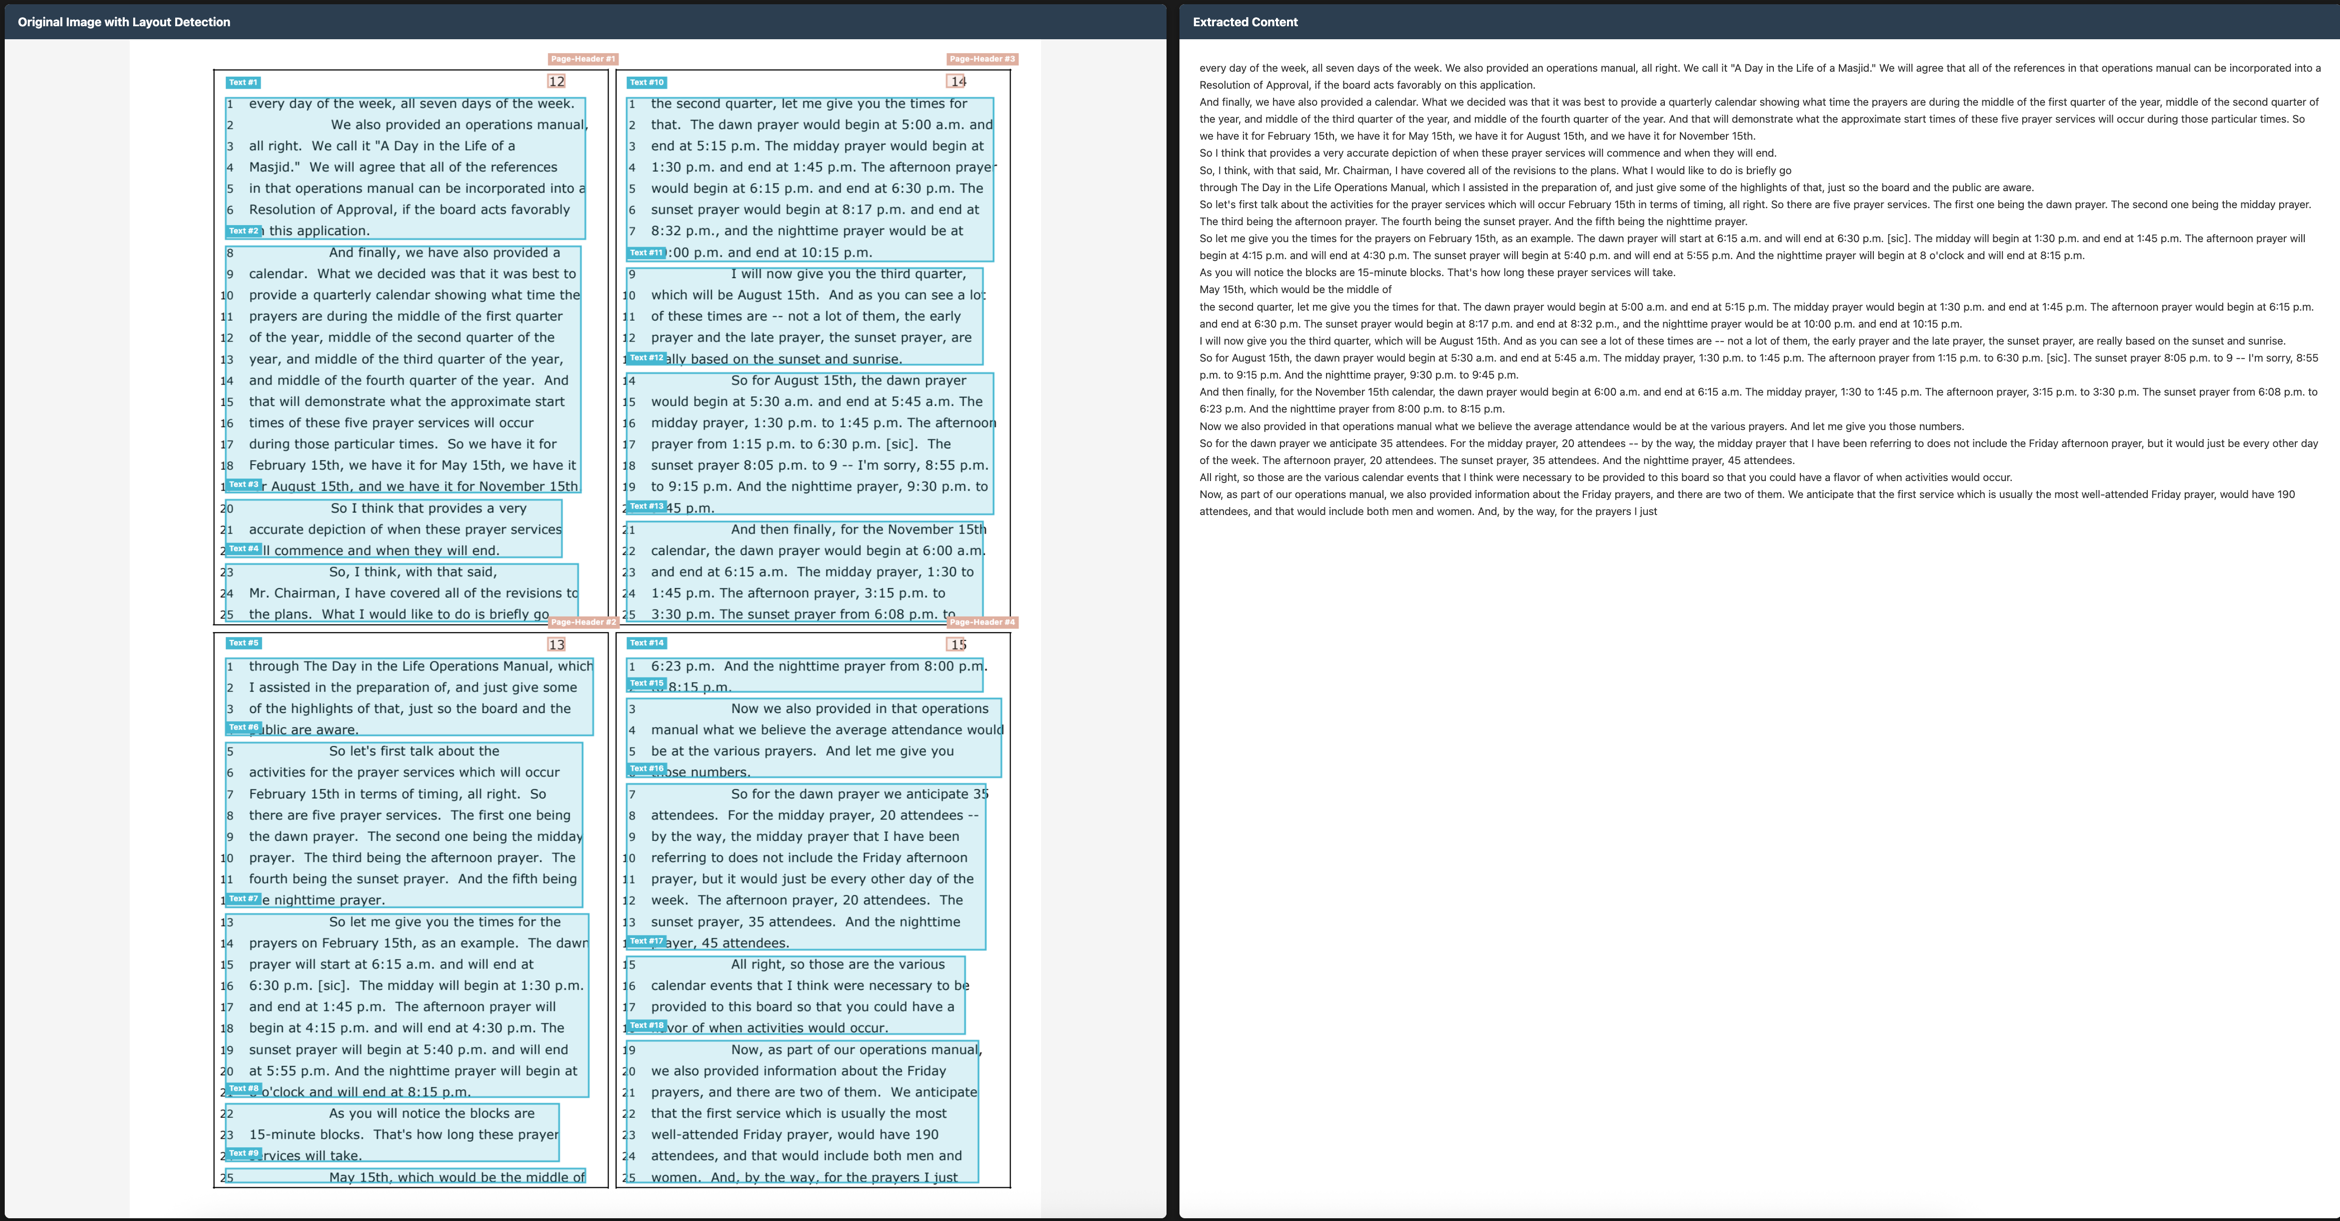 Original Image with Layout Detection
Page-Header #1
12
Text #1
1 every day of the week, all seven days of the week.
2 We also provided an operations manual,
3 all right. We call it "A Day in the Life of a
4 Masjid." We will agree that all of the references
5 in that operations manual can be incorporated into a
6 Resolution of Approval, if the board acts favorably
Text #2
this application.
8 And finally, we have also provided a
9 calendar. What we decided was that it was best to
10 provide a quarterly calendar showing what time the
11 prayers are during the middle of the first quarter
12 of the year, middle of the second quarter of the
13 year, and middle of the third quarter of the year,
14 and middle of the fourth quarter of the year. And
15 that will demonstrate what the approximate start
16 times of these five prayer services will occur
17 during those particular times. So we have it for
18 February 15th, we have it for May 15th, we have it
Text #3
August 15th, and we have it for November 15th
20 So I think that provides a very
21 accurate depiction of when these prayer services
Text #4
commence and when they will end.
23 So, I think, with that said,
24 Mr. Chairman, I have covered all of the revisions to
25 the plans. What I would like to do is briefly go
Page-Header #2
13
Text #5
1 through The Day in the Life Operations Manual, which
2 I assisted in the preparation of, and just give some
3 of the highlights of that, just so the board and the
Text #6
public are aware.
5 So let's first talk about the
6 activities for the prayer services which will occur
7 February 15th in terms of timing, all right. So
8 there are five prayer services. The first one being
9 the dawn prayer. The second one being the midday
10 prayer. The third being the afternoon prayer. The
11 fourth being the sunset prayer. And the fifth being
Text #7
nighttime prayer.
13 So let me give you the times for the
14 prayers on February 15th, as an example. The dawn
15 prayer will start at 6:15 a.m. and will end at
16 6:30 p.m. [sic]. The midday will begin at 1:30 p.m.
17 and end at 1:45 p.m. The afternoon prayer will
18 begin at 4:15 p.m. and will end at 4:30 p.m. The
19 sunset prayer will begin at 5:40 p.m. and will end
20 at 5:55 p.m. And the nighttime prayer will begin at
Text #8
o'clock and will end at 8:15 p.m.
22 As you will notice the blocks are
23 15-minute blocks. That's how long these prayer
Text #9
services will take.
25 May 15th, which would be the middle of
Page-Header #3
14
Text #10
1 the second quarter, let me give you the times for
2 that. The dawn prayer would begin at 5:00 a.m. and
3 end at 5:15 p.m. The midday prayer would begin at
4 1:30 p.m. and end at 1:45 p.m. The afternoon prayer
5 would begin at 6:15 p.m. and end at 6:30 p.m. The
6 sunset prayer would begin at 8:17 p.m. and end at
7 8:32 p.m., and the nighttime prayer would be at
Text #11
:00 p.m. and end at 10:15 p.m.
9 I will now give you the third quarter,
10 which will be August 15th. And as you can see a lot
11 of these times are -- not a lot of them, the early
12 prayer and the late prayer, the sunset prayer, are
Text #12
really based on the sunset and sunrise.
14 So for August 15th, the dawn prayer
15 would begin at 5:30 a.m. and end at 5:45 a.m. The
16 midday prayer, 1:30 p.m. to 1:45 p.m. The afternoon
17 prayer from 1:15 p.m. to 6:30 p.m. [sic]. The
18 sunset prayer 8:05 p.m. to 9 -- I'm sorry, 8:55 p.m.
19 to 9:15 p.m. And the nighttime prayer, 9:30 p.m. to
Text #13
45 p.m.
21 And then finally, for the November 15th
22 calendar, the dawn prayer would begin at 6:00 a.m.
23 and end at 6:15 a.m. The midday prayer, 1:30 to
24 1:45 p.m. The afternoon prayer, 3:15 p.m. to
25 3:30 p.m. The sunset prayer from 6:08 p.m. to
Page-Header #4
15
Text #14
1 6:23 p.m. And the nighttime prayer from 8:00 p.m.
Text #15
8:15 p.m.
3 Now we also provided in that operations
4 manual what we believe the average attendance would
5 be at the various prayers. And let me give you
Text #16
those numbers.
7 So for the dawn prayer we anticipate 35
8 attendees. For the midday prayer, 20 attendees --
9 by the way, the midday prayer that I have been
10 referring to does not include the Friday afternoon
11 prayer, but it would just be every other day of the
12 week. The afternoon prayer, 20 attendees. The
13 sunset prayer, 35 attendees. And the nighttime
Text #17
prayer, 45 attendees.
15 All right, so those are the various
16 calendar events that I think were necessary to be
17 provided to this board so that you could have a
Text #18
flavor of when activities would occur.
19 Now, as part of our operations manual,
20 we also provided information about the Friday
21 prayers, and there are two of them. We anticipate
22 that the first service which is usually the most
23 well-attended Friday prayer, would have 190
24 attendees, and that would include both men and
25 women. And, by the way, for the prayers I just
Extracted Content
every day of the week, all seven days of the week. We also provided an operations manual, all right. We call it "A Day in the Life of a Masjid." We will agree that all of the references in that operations manual can be incorporated into a
Resolution of Approval, if the board acts favorably on this application.
And finally, we have also provided a calendar. What we decided was that it was best to provide a quarterly calendar showing what time the prayers are during the middle of the first quarter of the year, middle of the second quarter of
the year, and middle of the third quarter of the year, and middle of the fourth quarter of the year. And that will demonstrate what the approximate start times of these five prayer services will occur during those particular times. So
we have it for February 15th, we have it for May 15th, we have it for August 15th, and we have it for November 15th.
So I think that provides a very accurate depiction of when these prayer services will commence and when they will end.
So, I think, with that said, Mr. Chairman, I have covered all of the revisions to the plans. What I would like to do is briefly go
through The Day in the Life Operations Manual, which I assisted in the preparation of, and just give some of the highlights of that, just so the board and the public are aware.
So let's first talk about the activities for the prayer services which will occur February 15th in terms of timing, all right. So there are five prayer services. The first one being the dawn prayer. The second one being the midday prayer.
The third being the afternoon prayer. The fourth being the sunset prayer. And the fifth being the nighttime prayer.
So let me give you the times for the prayers on February 15th, as an example. The dawn prayer will start at 6:15 a.m. and will end at 6:30 p.m. [sic]. The midday will begin at 1:30 p.m. and end at 1:45 p.m. The afternoon prayer will
begin at 4:15 p.m. and will end at 4:30 p.m. The sunset prayer will begin at 5:40 p.m. and will end at 5:55 p.m. And the nighttime prayer will begin at 8 o'clock and will end at 8:15 p.m.
As you will notice the blocks are 15-minute blocks. That's how long these prayer services will take.
May 15th, which would be the middle of
the second quarter, let me give you the times for that. The dawn prayer would begin at 5:00 a.m. and end at 5:15 p.m. The midday prayer would begin at 1:30 p.m. and end at 1:45 p.m. The afternoon prayer would begin at 6:15 p.m.
and end at 6:30 p.m. The sunset prayer would begin at 8:17 p.m. and end at 8:32 p.m., and the nighttime prayer would be at 10:00 p.m. and end at 10:15 p.m.
I will now give you the third quarter, which will be August 15th. And as you can see a lot of these times are -- not a lot of them, the early prayer and the late prayer, the sunset prayer, are really based on the sunset and sunrise.
So for August 15th, the dawn prayer would begin at 5:30 a.m. and end at 5:45 a.m. The midday prayer, 1:30 p.m. to 1:45 p.m. The afternoon prayer from 1:15 p.m. to 6:30 p.m. [sic]. The sunset prayer 8:05 p.m. to 9 -- I'm sorry, 8:55
p.m. to 9:15 p.m. And the nighttime prayer, 9:30 p.m. to 9:45 p.m.
And then finally, for the November 15th calendar, the dawn prayer would begin at 6:00 a.m. and end at 6:15 a.m. The midday prayer, 1:30 to 1:45 p.m. The afternoon prayer, 3:15 p.m. to 3:30 p.m. The sunset prayer from 6:08 p.m. to
6:23 p.m. And the nighttime prayer from 8:00 p.m. to 8:15 p.m.
Now we also provided in that operations manual what we believe the average attendance would be at the various prayers. And let me give you those numbers.
So for the dawn prayer we anticipate 35 attendees. For the midday prayer, 20 attendees -- by the way, the midday prayer that I have been referring to does not include the Friday afternoon prayer, but it would just be every other day
of the week. The afternoon prayer, 20 attendees. The sunset prayer, 35 attendees. And the nighttime prayer, 45 attendees.
All right, so those are the various calendar events that I think were necessary to be provided to this board so that you could have a flavor of when activities would occur.
Now, as part of our operations manual, we also provided information about the Friday prayers, and there are two of them. We anticipate that the first service which is usually the most well-attended Friday prayer, would have 190
attendees, and that would include both men and women. And, by the way, for the prayers I just